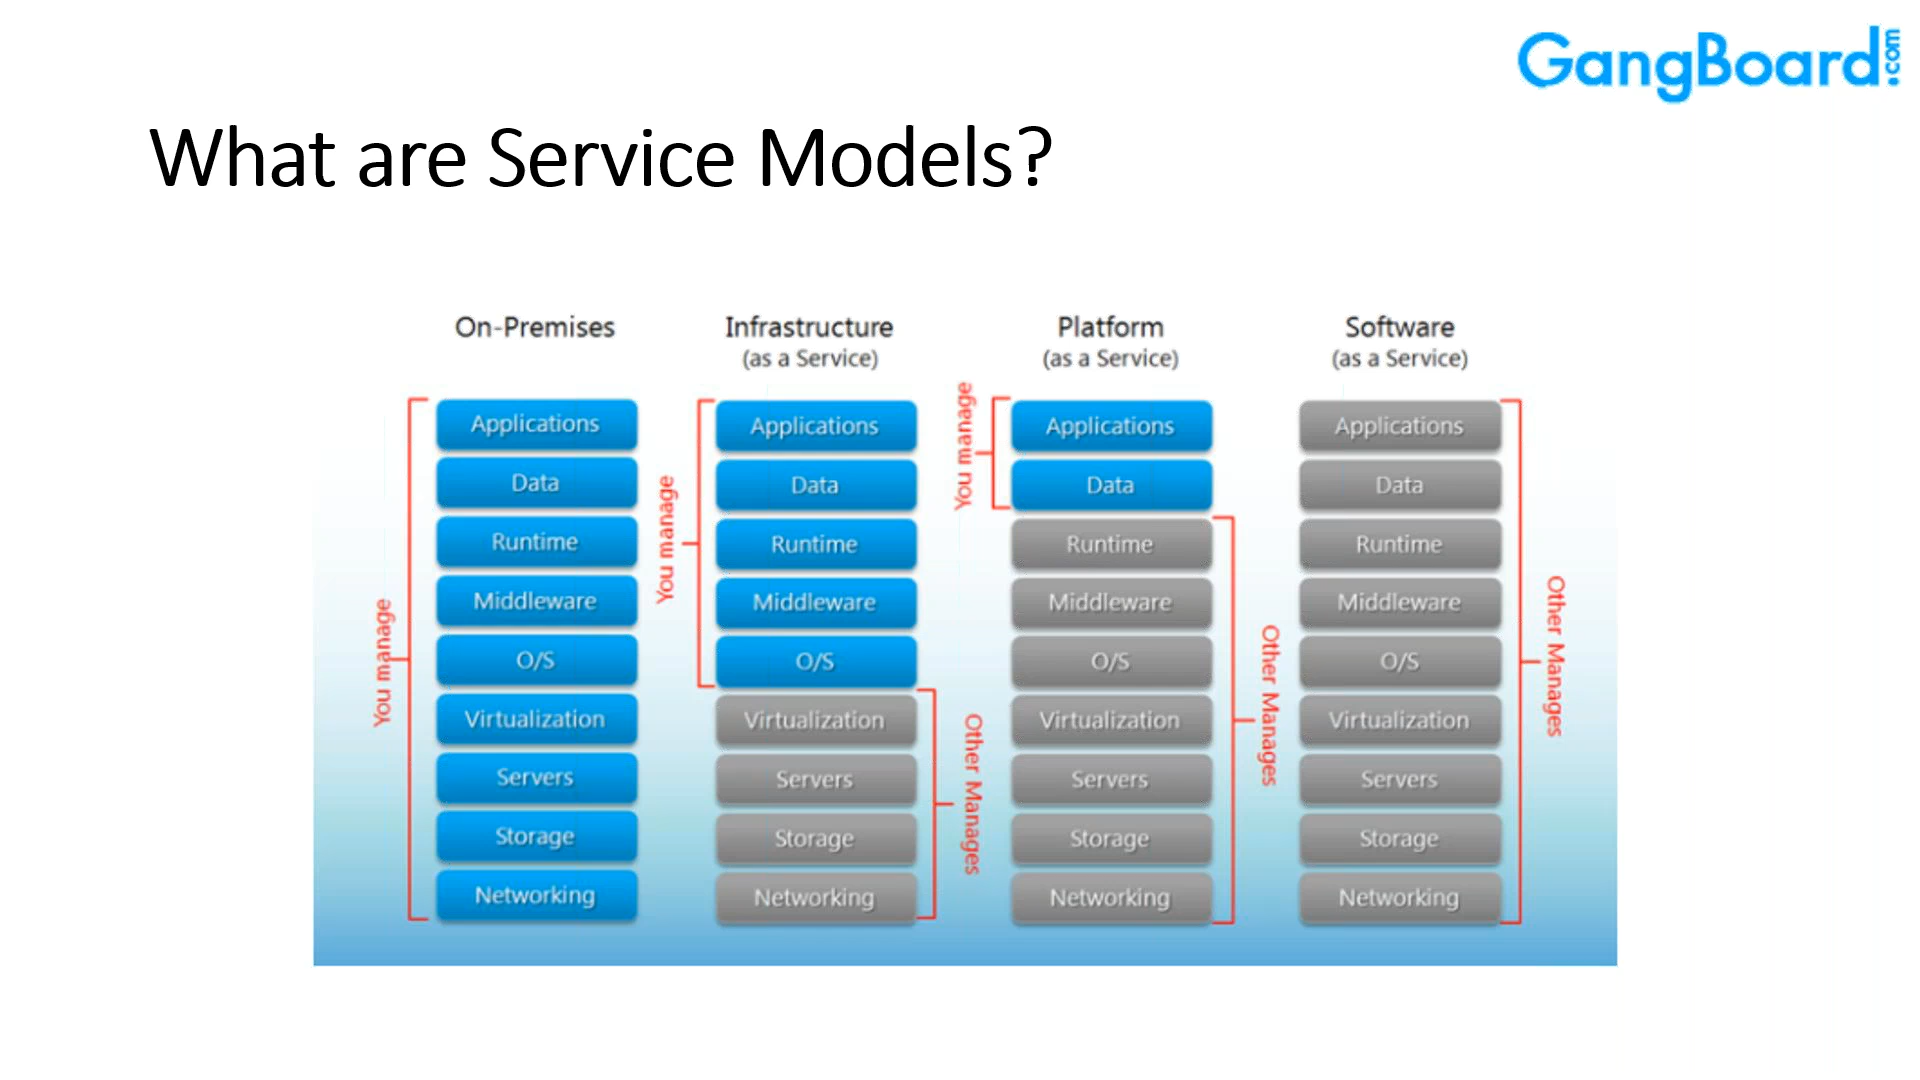 GangBoard.com
What are Service Models?
On-Premises
You manage
Applications
Data
Runtime
Middleware
O/S
Virtualization
Servers
Storage
Networking
Infrastructure
(as a Service)
You manage
Applications
Data
Runtime
Middleware
O/S
Virtualization
Servers
Storage
Networking
Other Manages
Platform
(as a Service)
You manage
Applications
Data
Runtime
Middleware
O/S
Virtualization
Servers
Storage
Networking
Other Manages
Software
(as a Service)
Applications
Data
Runtime
Middleware
O/S
Virtualization
Servers
Storage
Networking
Other Manages